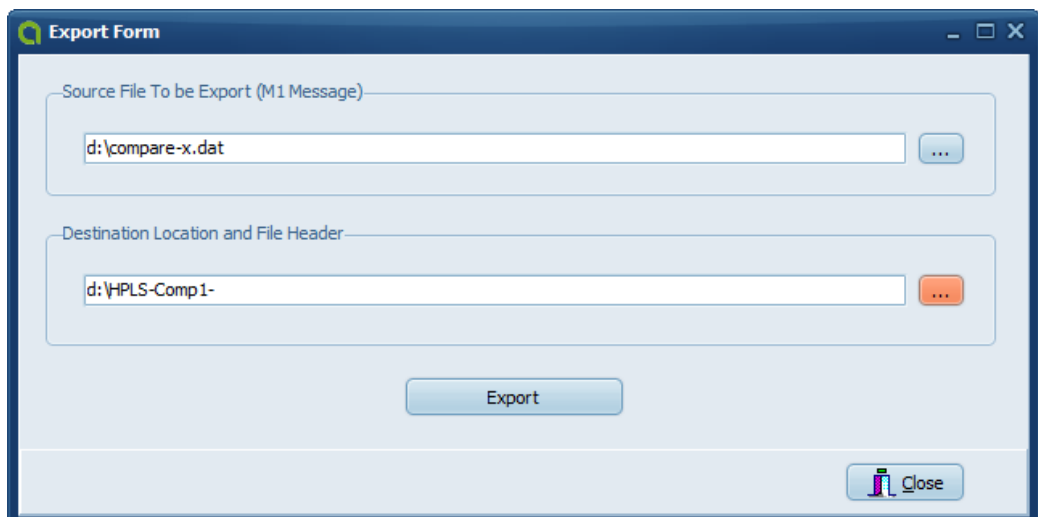 Export Form
Source File To be Export (M1 Message)
d:\compare-x.dat
...
Destination Location and File Header
d:\HPLS-Comp1-
...
Export
Close